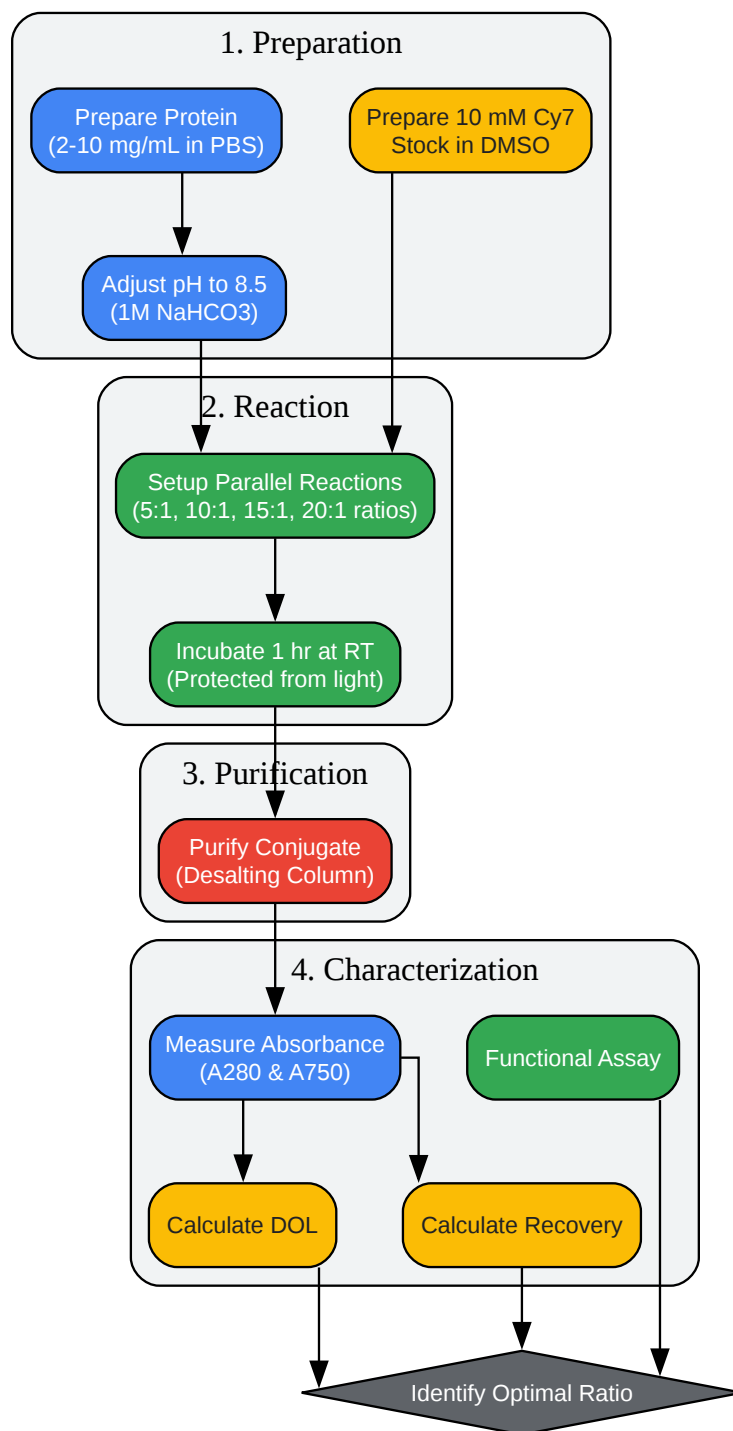 1. Preparation
Prepare Protein
(2-10 mg/mL in PBS)
Prepare 10 mM Cy7
Stock in DMSO
Adjust pH to 8.5
(1M NaHCO3)
2. Reaction
Setup Parallel Reactions
(5:1, 10:1, 15:1, 20:1 ratios)
Incubate 1 hr at RT
(Protected from light)
3. Purification
Purify Conjugate
(Desalting Column)
4. Characterization
Measure Absorbance
(A280 & A750)
Functional Assay
Calculate DOL
Calculate Recovery
Identify Optimal Ratio